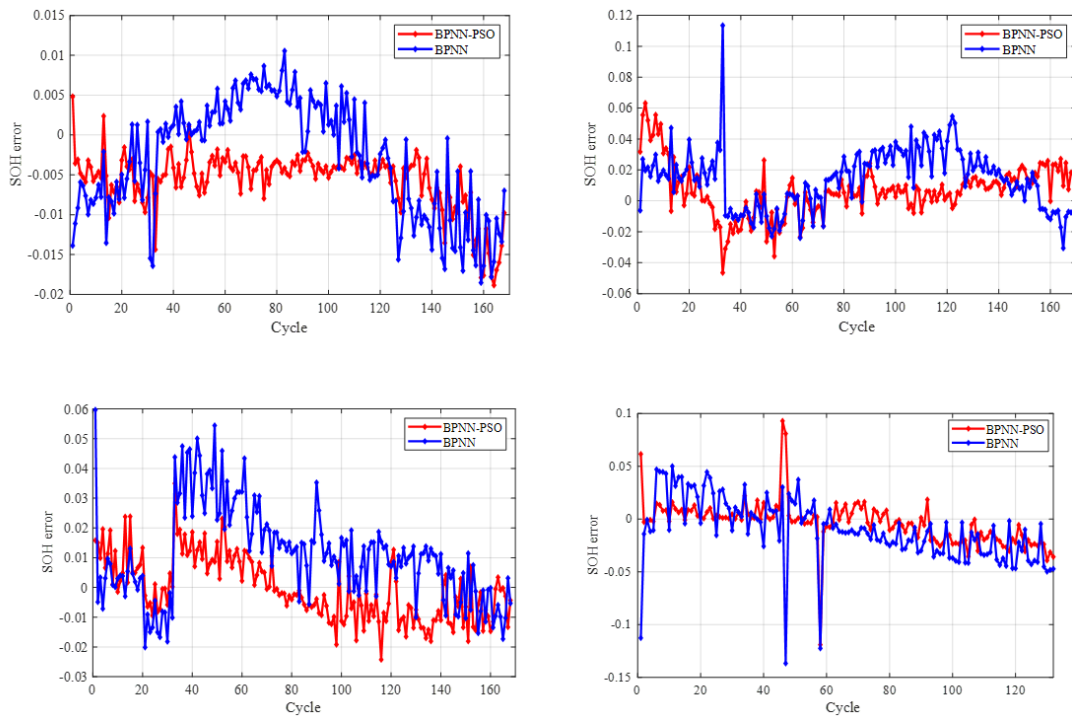 0.015
0.01
0.005
0
-0.005
-0.01
-0.015
-0.02
SOH error
0 20 40 60 80 100 120 140 160
Cycle
BPNN-PSO
BPNN
0.12
0.1
0.08
0.06
0.04
0.02
0
-0.02
-0.04
-0.06
SOH error
0 20 40 60 80 100 120 140 160
Cycle
BPNN-PSO
BPNN
0.06
0.05
0.04
0.03
0.02
0.01
0
-0.01
-0.02
-0.03
SOH error
0 20 40 60 80 100 120 140 160
Cycle
BPNN-PSO
BPNN
0.1
0.05
0
-0.05
-0.1
-0.15
SOH error
0 20 40 60 80 100 120
Cycle
BPNN-PSO
BPNN